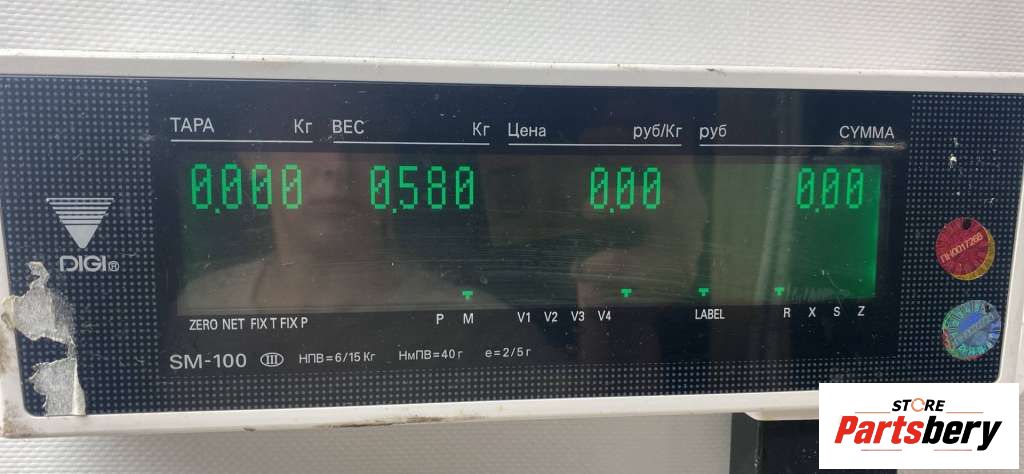 ТАРА Кг ВЕС Кг Цена руб/Кг руб СУММА
0.000 0.580 0.00 0.00
DIGI®
ПН0017268
ZERO NET FIX T FIX P P M V1 V2 V3 V4 LABEL R X S Z
SM-100 III НПВ=6/15 Кг НмПВ=40 г e=2/5 г
STORE
Partsbery